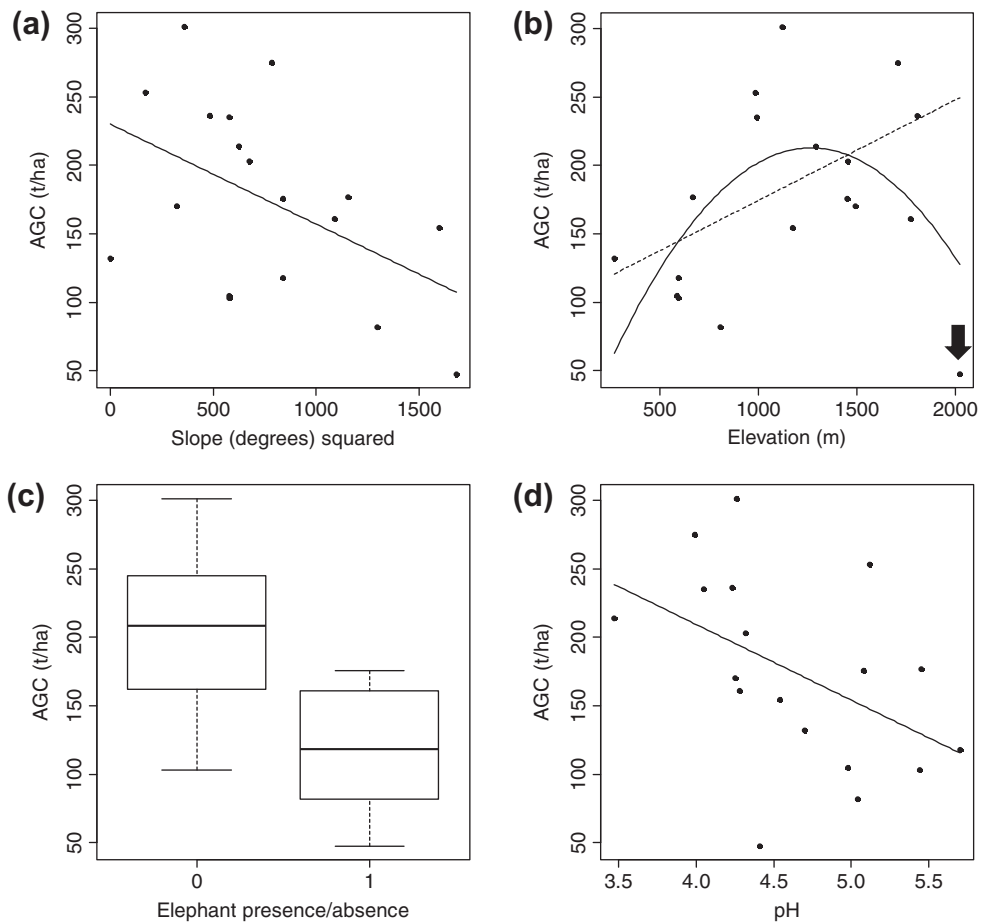 (a)
300
250
200
150
100
50
AGC (t/ha)
0 500 1000 1500
Slope (degrees) squared
(b)
300
250
200
150
100
50
AGC (t/ha)
500 1000 1500 2000
Elevation (m)
(c)
300
250
200
150
100
50
AGC (t/ha)
0 1
Elephant presence/absence
(d)
300
250
200
150
100
50
AGC (t/ha)
3.5 4.0 4.5 5.0 5.5
pH